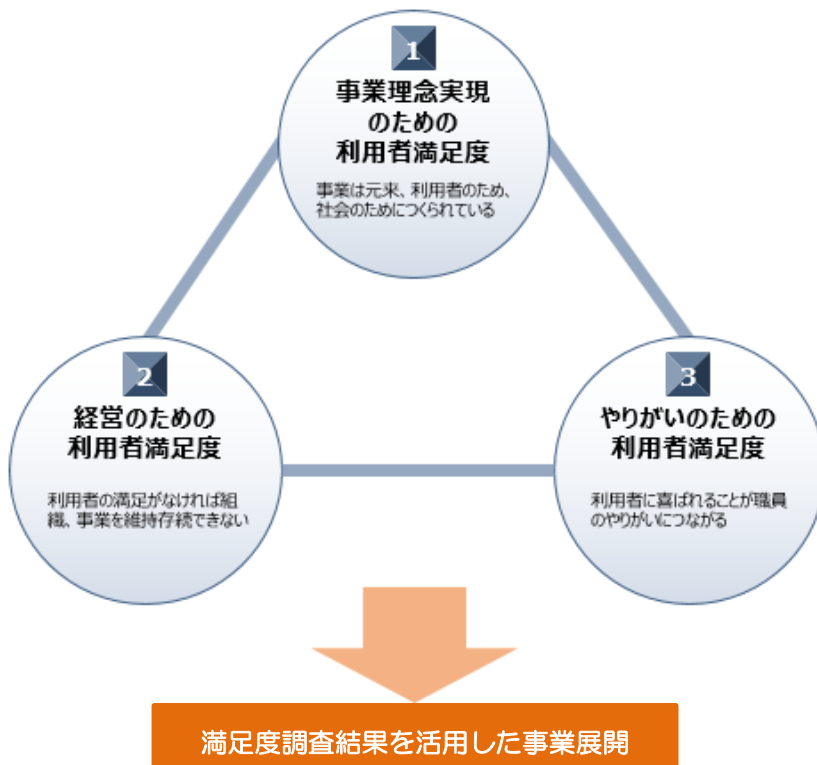 1
事業理念実現
のための
利用者満足度
事業は元来、利用者のため、
社会のためにつくられている
2
経営のための
利用者満足度
利用者の満足がなければ組
織、事業を維持存続できない
3
やりがいのための
利用者満足度
利用者に喜ばれることが職員
のやりがいにつながる
満足度調査結果を活用した事業展開